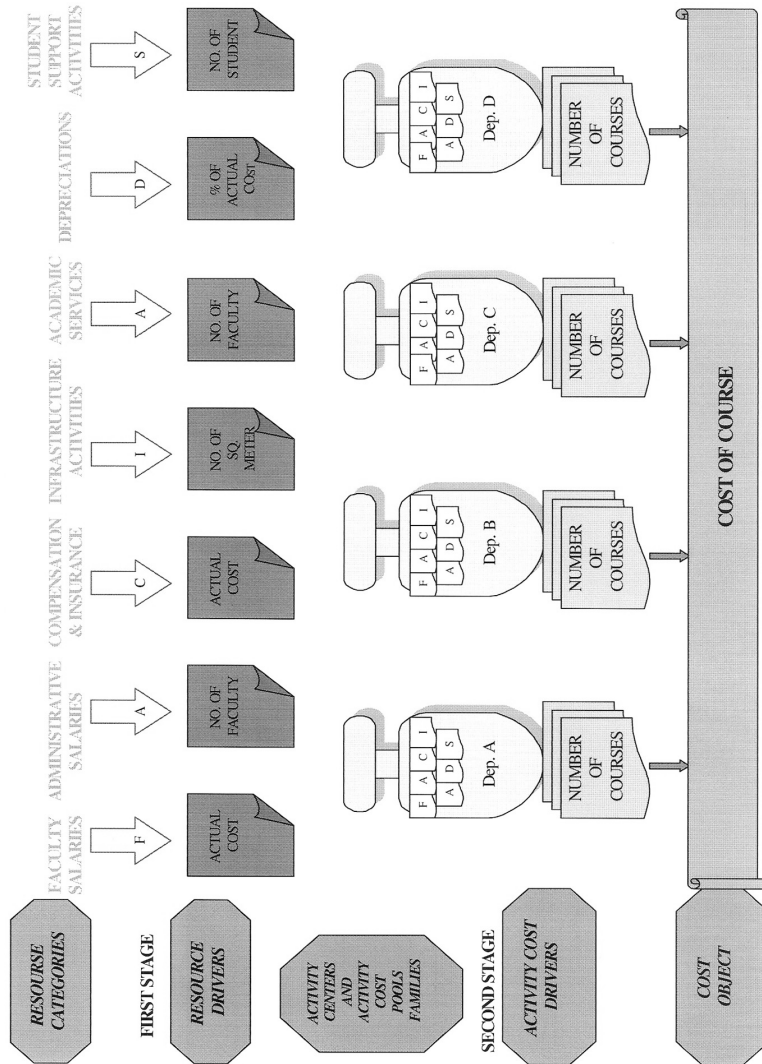 RESOURSE
CATEGORIES
FACULTY
SALARIES
ADMINISTRATIVE
SALARIES
COMPENSATION
& INSURANCE
INFRASTRUCTURE
ACTIVITIES
ACADEMIC
SERVICES
DEPRECIATIONS
STUDENT
SUPPORT
ACTIVITIES
FIRST STAGE
F
A
C
I
A
D
S
RESOURCE
DRIVERS
ACTUAL
COST
NO. OF
FACULTY
ACTUAL
COST
NO. OF
SQ.
METER
NO. OF
FACULTY
% OF
ACTUAL
COST
NO. OF
STUDENT
ACTIVITY
CENTERS
AND
ACTIVITY
COST
POOLS
FAMILIES
F A C I
A D S
Dep. A
F A C I
A D S
Dep. B
F A C I
A D S
Dep. C
F A C I
A D S
Dep. D
SECOND STAGE
ACTIVITY COST
DRIVERS
NUMBER
OF
COURSES
NUMBER
OF
COURSES
NUMBER
OF
COURSES
NUMBER
OF
COURSES
COST
OBJECT
COST OF COURSE